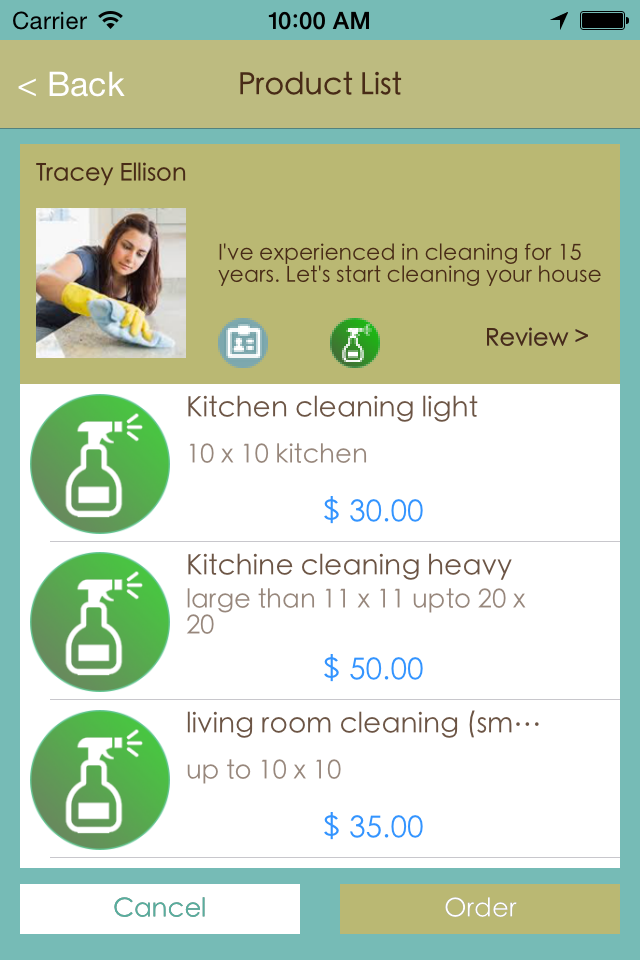 Carrier 10:00 AM
< Back Product List
Tracey Ellison
I've experienced in cleaning for 15
years. Let's start cleaning your house
Review >
Kitchen cleaning light
10 x 10 kitchen
$ 30.00
Kitchine cleaning heavy
large than 11 x 11 upto 20 x
20
$ 50.00
living room cleaning (sm···
up to 10 x 10
$ 35.00
Cancel Order